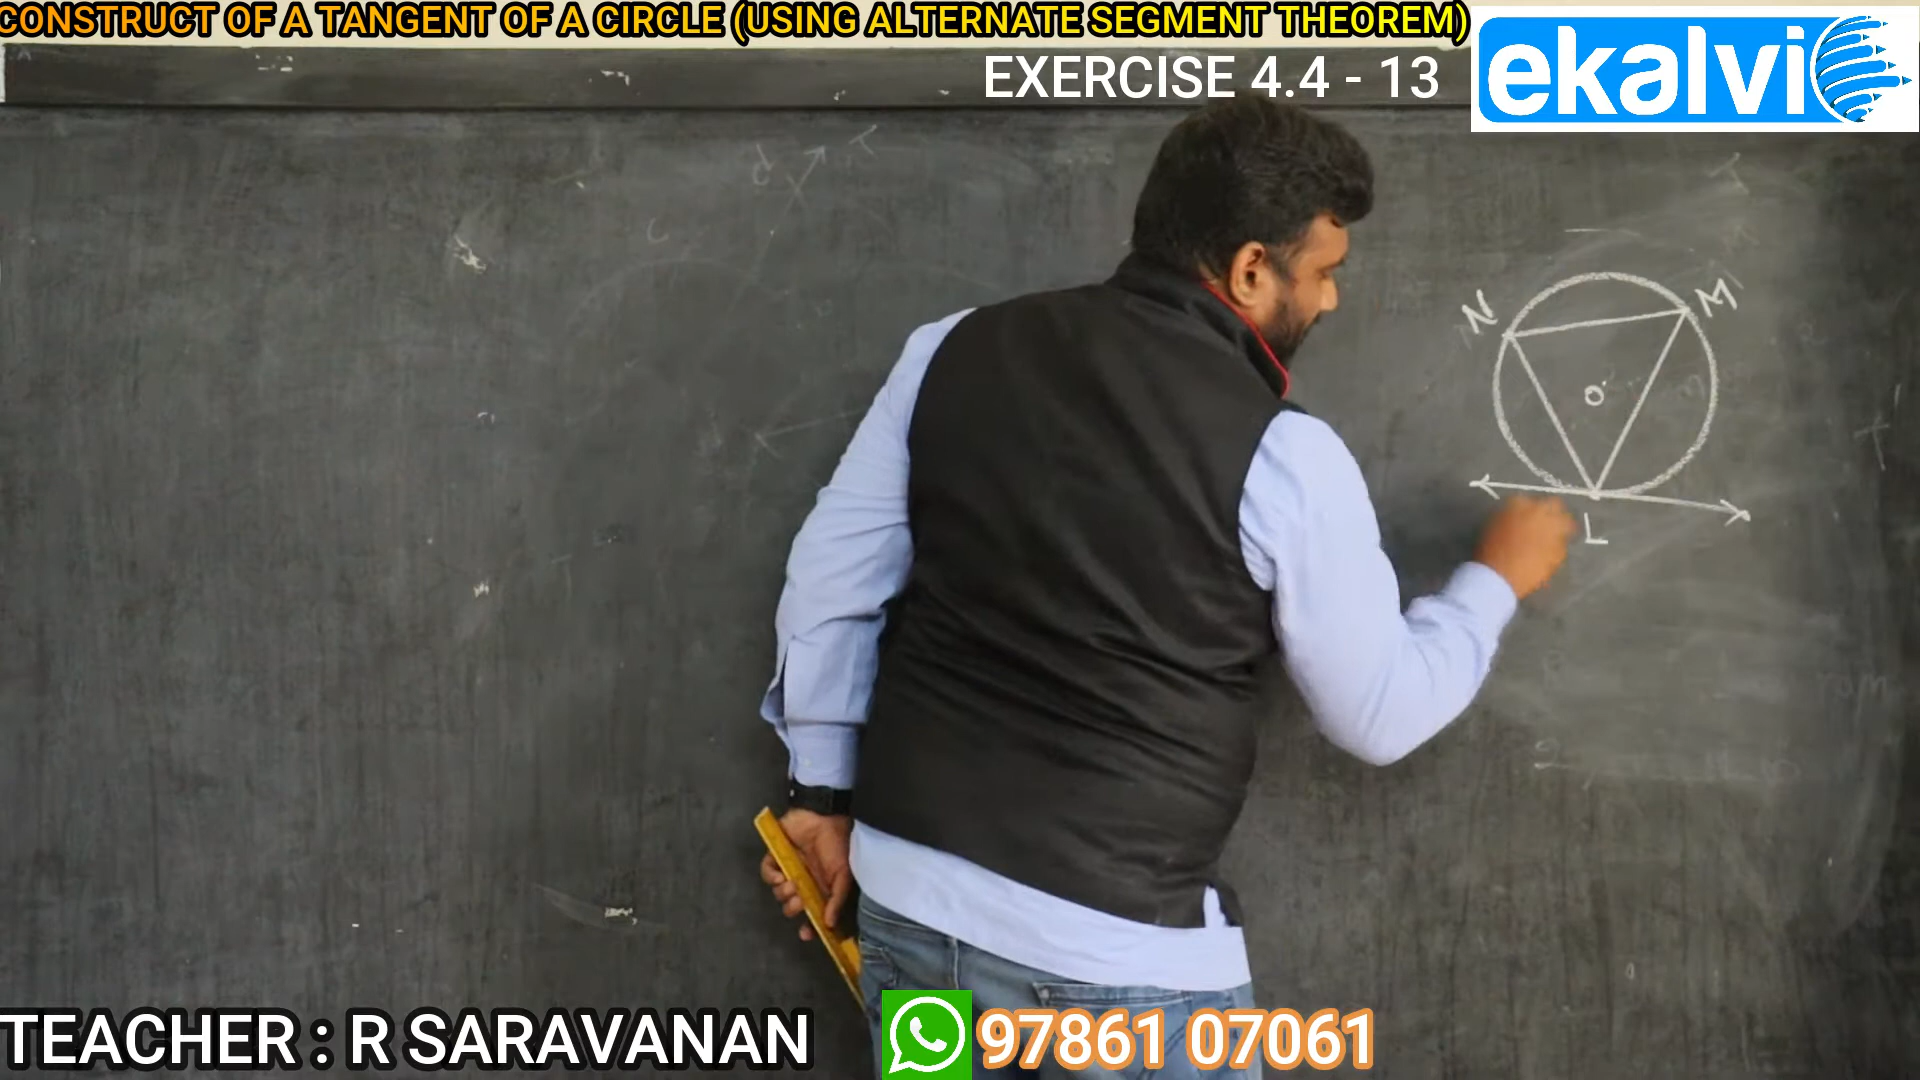 CONSTRUCT OF A TANGENT OF A CIRCLE (USING ALTERNATE SEGMENT THEOREM)
EXERCISE 4.4 - 13
ekalvi
N
M
O
L
TEACHER : R SARAVANAN
97861 07061